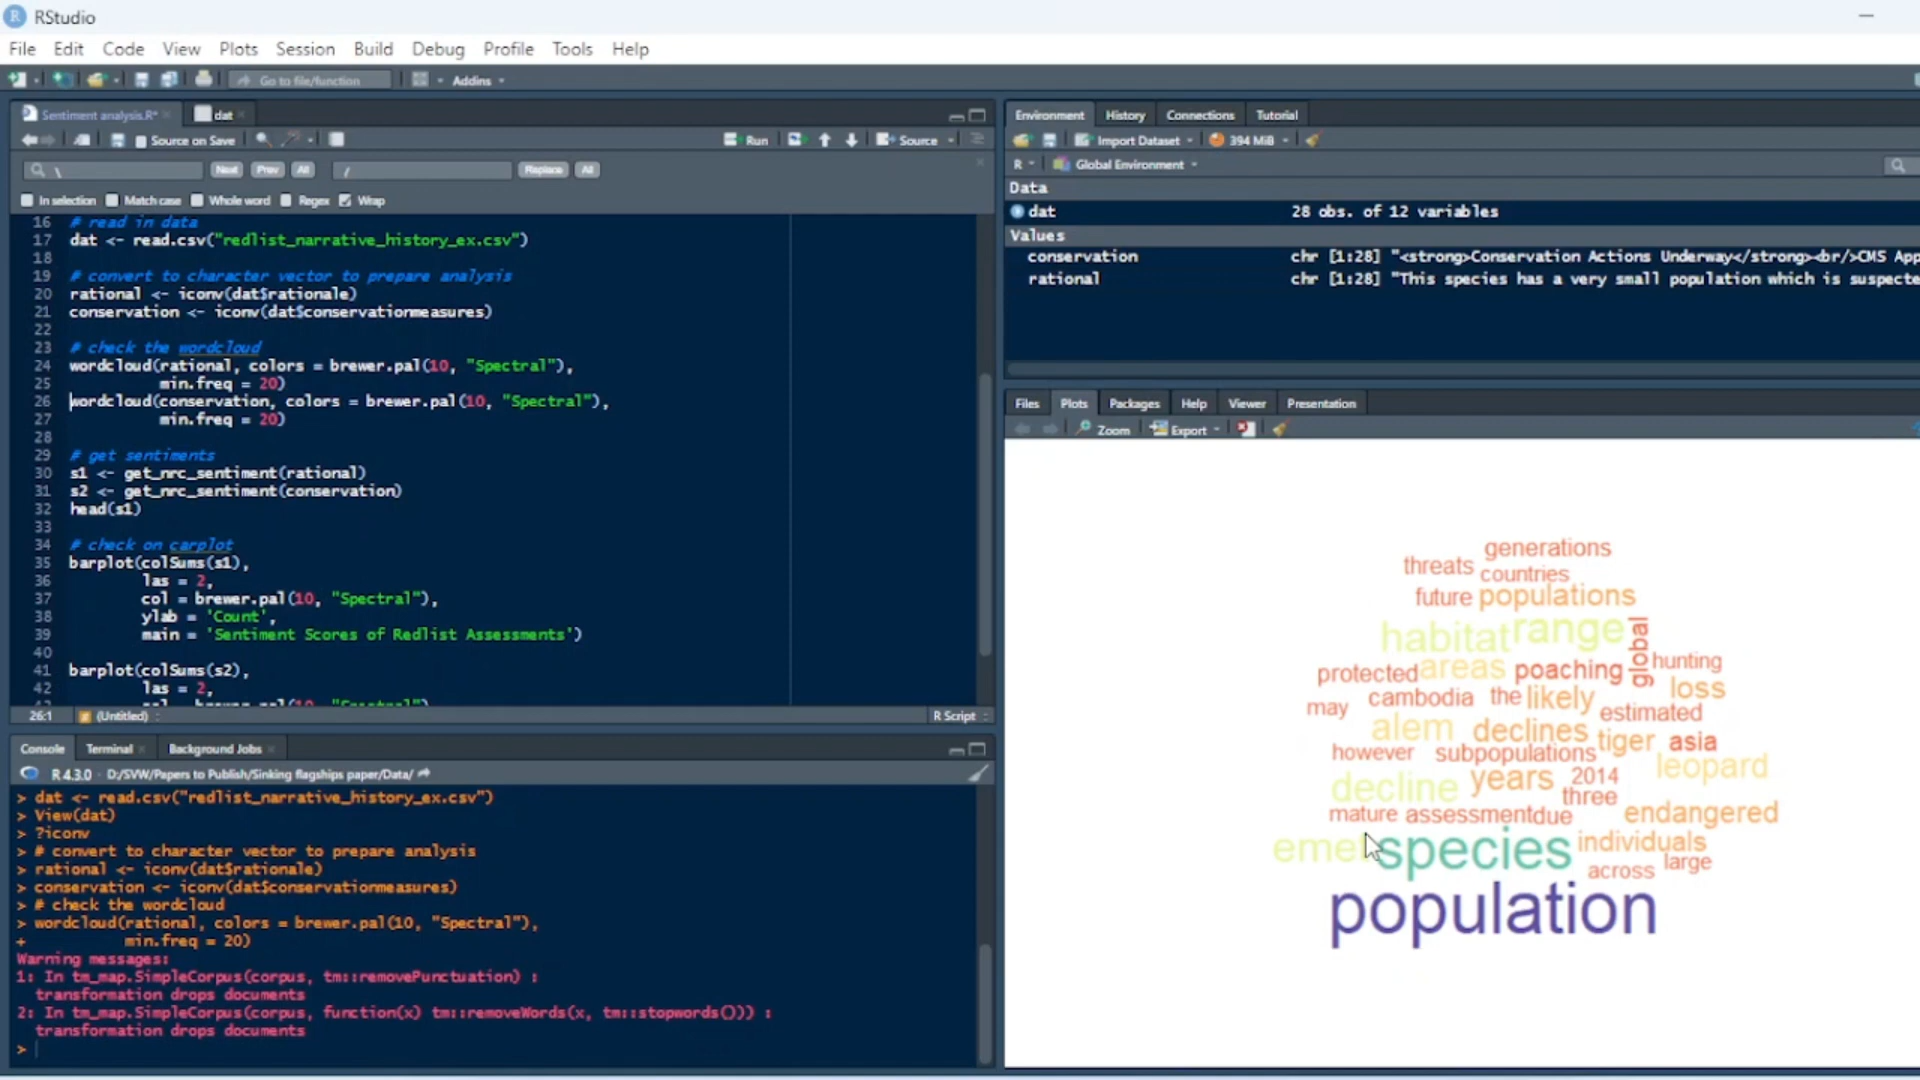 RStudio
File Edit Code View Plots Session Build Debug Profile Tools Help
Go to file/function Addins
Sentiment analysis.R* dat
Source on Save Run Source
\ Next Prev All / Replace All
In selection Match case Whole word Regex Wrap
16 # read in data
17 dat <- read.csv("redlist_narrative_history_ex.csv")
18
19 # convert to character vector to prepare analysis
20 rational <- iconv(dat$rationale)
21 conservation <- iconv(dat$conservationmeasures)
22
23 # check the wordcloud
24 wordcloud(rational, colors = brewer.pal(10, "Spectral"),
25 min.freq = 20)
26 wordcloud(conservation, colors = brewer.pal(10, "Spectral"),
27 min.freq = 20)
28
29 # get sentiments
30 s1 <- get_nrc_sentiment(rational)
31 s2 <- get_nrc_sentiment(conservation)
32 head(s1)
33
34 # check on carplot
35 barplot(colSums(s1),
36 las = 2,
37 col = brewer.pal(10, "Spectral"),
38 ylab = 'Count',
39 main = 'Sentiment Scores of Redlist Assessments')
40
41 barplot(colSums(s2),
42 las = 2,
26:1 (Untitled) R Script
Console Terminal Background Jobs
R 4.3.0 · D:/SVW/Papers to Publish/Sinking flagships paper/Data/
> dat <- read.csv("redlist_narrative_history_ex.csv")
> View(dat)
> ?iconv
> # convert to character vector to prepare analysis
> rational <- iconv(dat$rationale)
> conservation <- iconv(dat$conservationmeasures)
> # check the wordcloud
> wordcloud(rational, colors = brewer.pal(10, "Spectral"),
+ min.freq = 20)
Warning messages:
1: In tm_map.SimpleCorpus(corpus, tm::removePunctuation) :
transformation drops documents
2: In tm_map.SimpleCorpus(corpus, function(x) tm::removeWords(x, tm::stopwords())) :
transformation drops documents
>
Environment History Connections Tutorial
Import Dataset 394 MiB
R Global Environment
Data
dat 28 obs. of 12 variables
Values
conservation chr [1:28] "<strong>Conservation Actions Underway</strong><br/>CMS App
rational chr [1:28] "This species has a very small population which is suspecte
Files Plots Packages Help Viewer Presentation
Zoom Export
generations
threats countries
future populations
habitat range global
protected areas poaching hunting
may cambodia the likely loss
estimated
alem declines tiger asia
however subpopulations leopard
decline years 2014
three
mature assessment due endangered
species individuals
across large
population